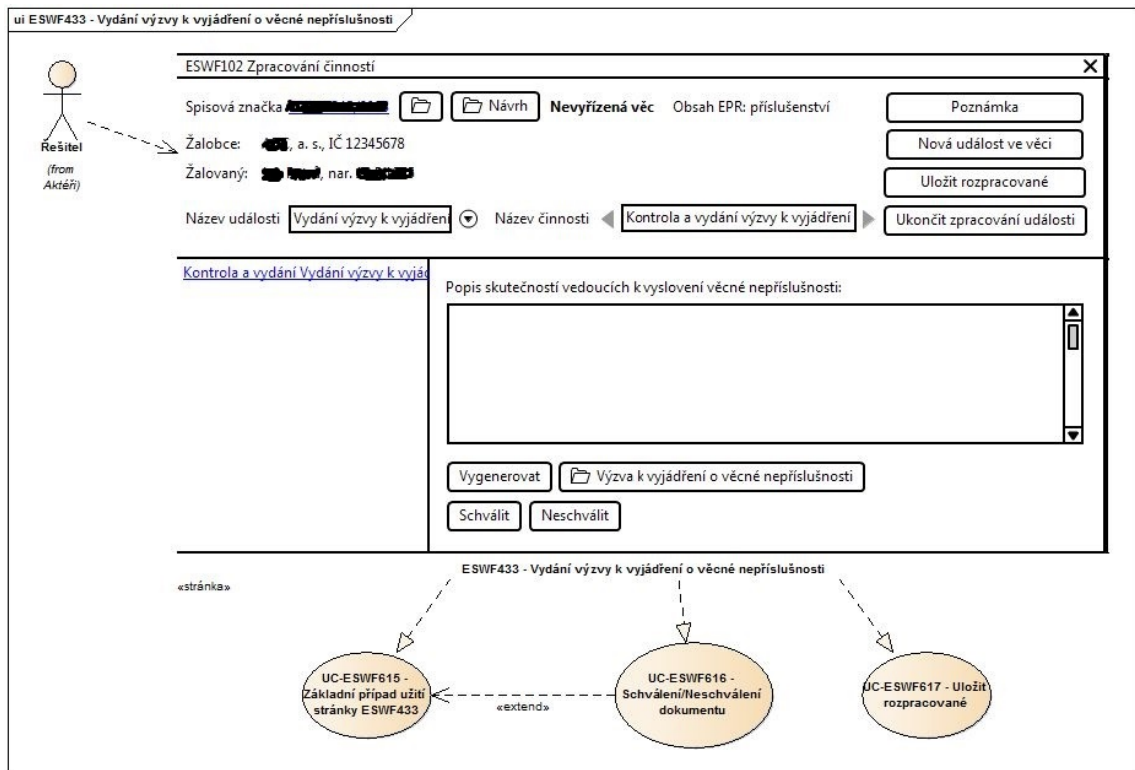 ui ESWF433 - Vydání výzvy k vyjádření o věcné nepříslušnosti
ESWF102 Zpracování činností
Spisová značka
Návrh
Nevyřízená věc
Obsah EPR: příslušenství
Poznámka
Řešitel
(from
Aktéři)
Žalobce: , a. s., IČ 12345678
Nová událost ve věci
Žalovaný: , nar.
Uložit rozpracované
Název události
Vydání výzvy k vyjádření
Název činnosti
Kontrola a vydání výzvy k vyjádření
Ukončit zpracování události
Kontrola a vydání Vydání výzvy k vyjád
Popis skutečností vedoucích k vyslovení věcné nepříslušnosti:
Vygenerovat
Výzva k vyjádření o věcné nepříslušnosti
Schválit
Neschválit
ESWF433 - Vydání výzvy k vyjádření o věcné nepříslušnosti
«stránka»
UC-ESWF615 -
Základní případ užití
stránky ESWF433
«extend»
UC-ESWF616 -
Schválení/Neschválení
dokumentu
UC-ESWF617 - Uložit
rozpracované